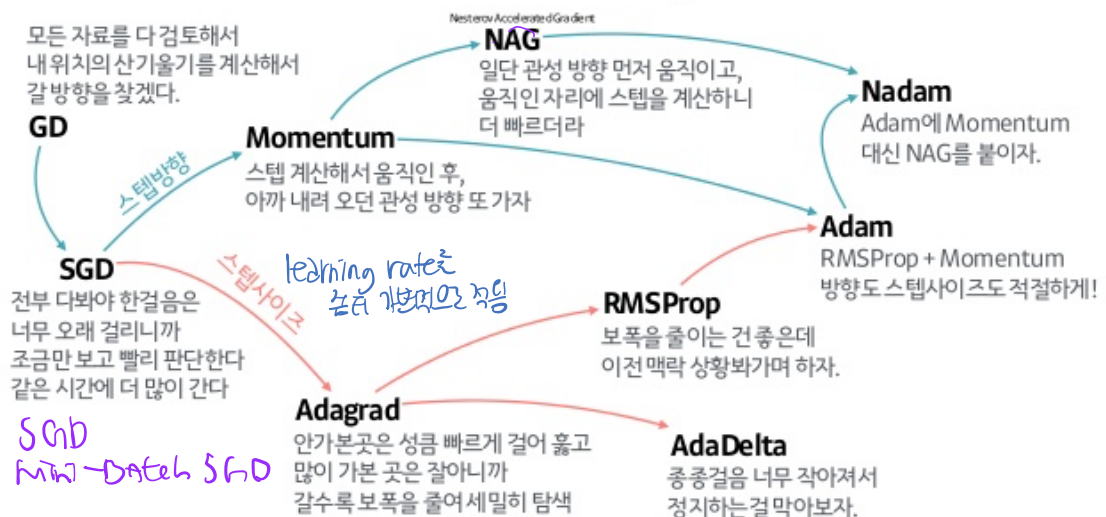 모든 자료를 다 검토해서
내 위치의 산기울기를 계산해서
갈 방향을 찾겠다.
GD
스텝방향
Momentum
스텝 계산해서 움직인 후,
아까 내려 오던 관성 방향 또 가자
Nesterov Accelerated Gradient
NAG
일단 관성 방향 먼저 움직이고,
움직인 자리에 스텝을 계산하니
더 빠르더라
Nadam
Adam에 Momentum
대신 NAG를 붙이자.
Adam
RMSProp + Momentum
방향도 스텝사이즈도 적절하게!
SGD
전부 다봐야 한걸음은
너무 오래 걸리니까
조금만 보고 빨리 판단한다
같은 시간에 더 많이 간다
SGD
Mini-Batch SGD
스텝사이즈
learning rate를
RMSProp
보폭을 줄이는 건 좋은데
이전 맥락 상황봐가며 하자.
Adagrad
안가본곳은 성큼 빠르게 걸어 훑고
많이 가본 곳은 잘아니까
갈수록 보폭을 줄여 세밀히 탐색
AdaDelta
종종걸음 너무 작아져서
정지하는걸 막아보자.